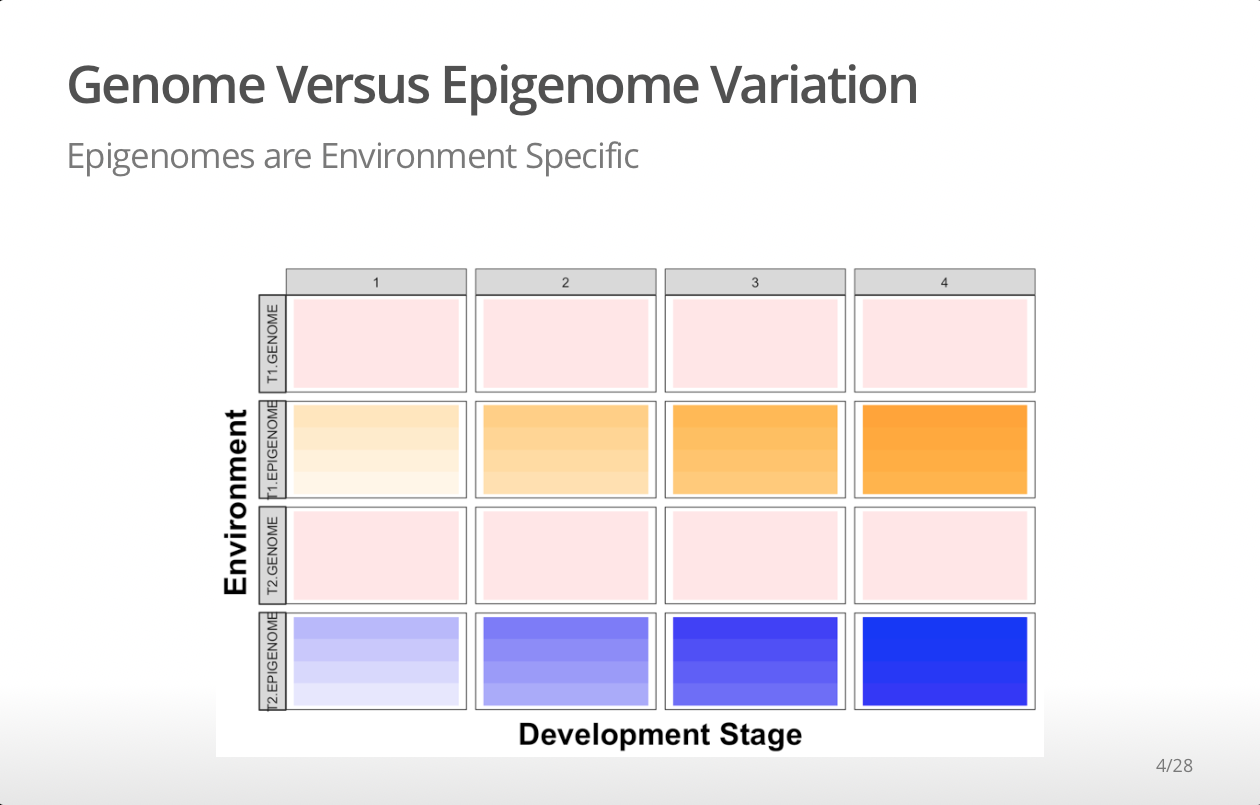 Genome Versus Epigenome Variation
Epigenomes are Environment Specific
1 2 3 4
T1.GENOME
T1.EPIGENOME
T2.GENOME
T2.EPIGENOME
Environment
Development Stage
4/28